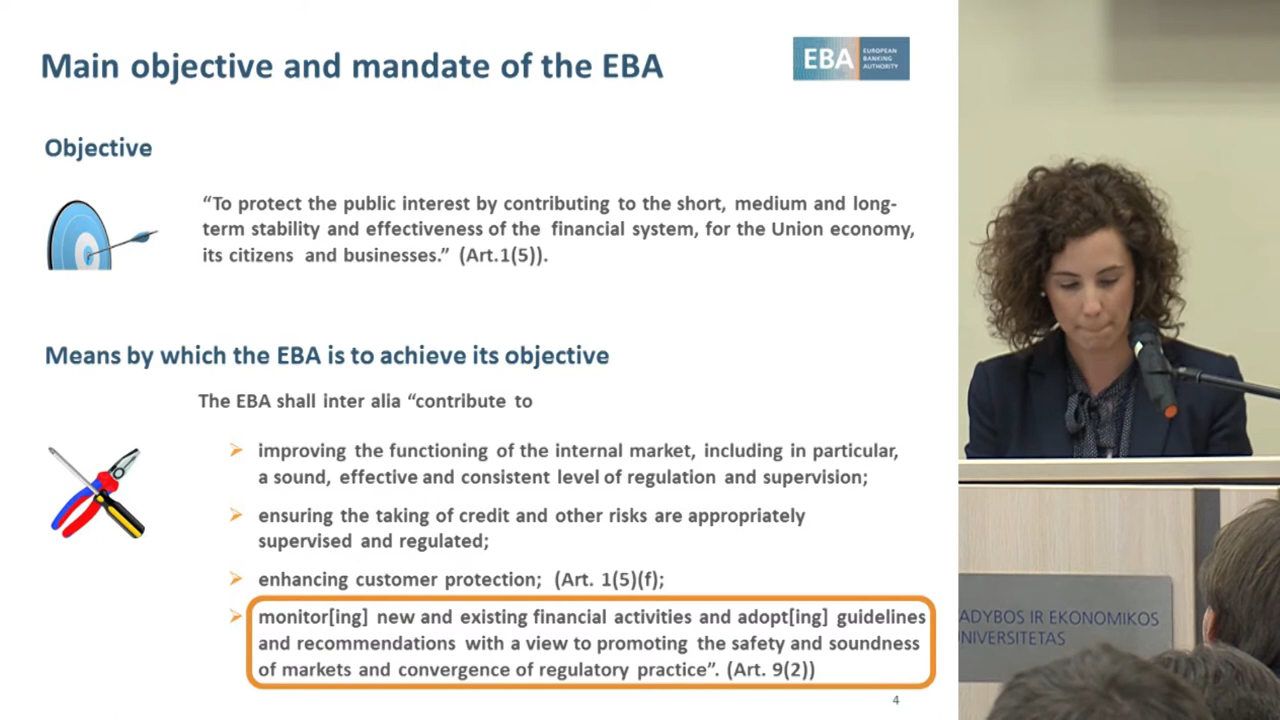 Main objective and mandate of the EBA
EBA
EUROPEAN
BANKING
AUTHORITY
Objective
“To protect the public interest by contributing to the short, medium and long-
term stability and effectiveness of the financial system, for the Union economy,
its citizens and businesses.” (Art.1(5)).
Means by which the EBA is to achieve its objective
The EBA shall inter alia “contribute to
improving the functioning of the internal market, including in particular,
a sound, effective and consistent level of regulation and supervision;
ensuring the taking of credit and other risks are appropriately
supervised and regulated;
enhancing customer protection; (Art. 1(5)(f);
monitor[ing] new and existing financial activities and adopt[ing] guidelines
and recommendations with a view to promoting the safety and soundness
of markets and convergence of regulatory practice”. (Art. 9(2))
4
ADYBOS IR EKONOMIKOS
UNIVERSITETAS